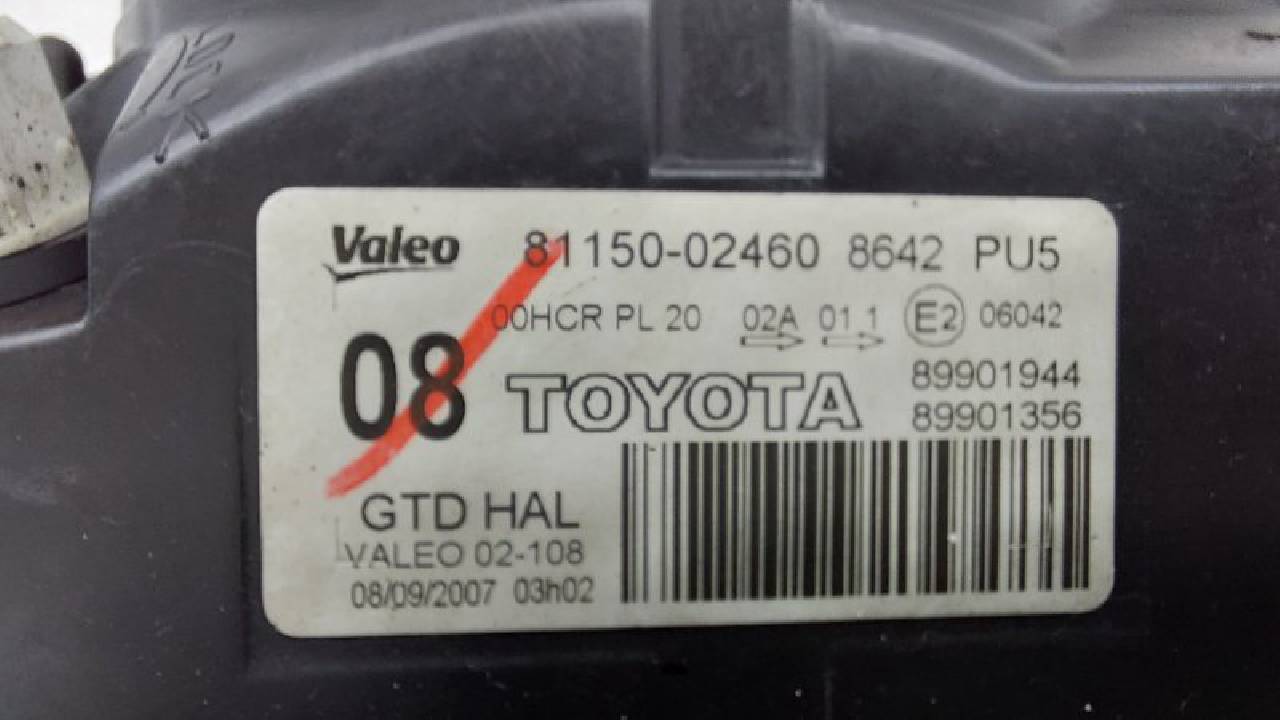 Valeo 81150-02460 8642 PU5
00HCR PL 20 02A 01 1 E2 06042
08 TOYOTA 89901944
89901356
GTD HAL
VALEO 02-108
08/09/2007 03h02